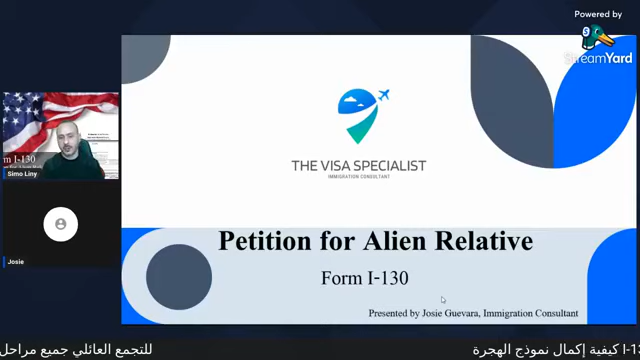 Powered by
StreamYard
THE VISA SPECIALIST
IMMIGRATION CONSULTANT
m I-130
Simo Liny
Petition for Alien Relative
Josie
Form I-130
Presented by Josie Guevara, Immigration Consultant
كيفية إكمال نموذج الهجرة I-13
للتجمع العائلي جميع مراحل